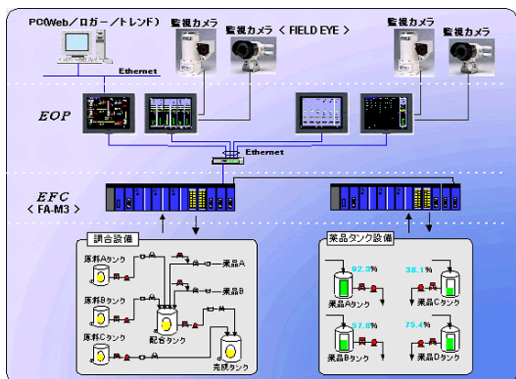 PC(Web／ロガー／トレンド)
監視カメラ
監視カメラ
< FIELD EYE >
監視カメラ
監視カメラ
Ethernet
EOP
Ethernet
EFC
< FA-M3 >
調合設備
原料Aタンク
薬品A
薬品B
原料Bタンク
配合タンク
原料Cタンク
完成タンク
薬品タンク設備
92.3%
38.1%
薬品Aタンク
薬品Cタンク
57.8%
75.4%
薬品Bタンク
薬品Dタンク